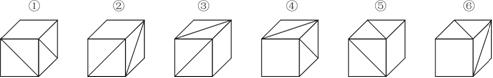 ① ② ③ ④ ⑤ ⑥